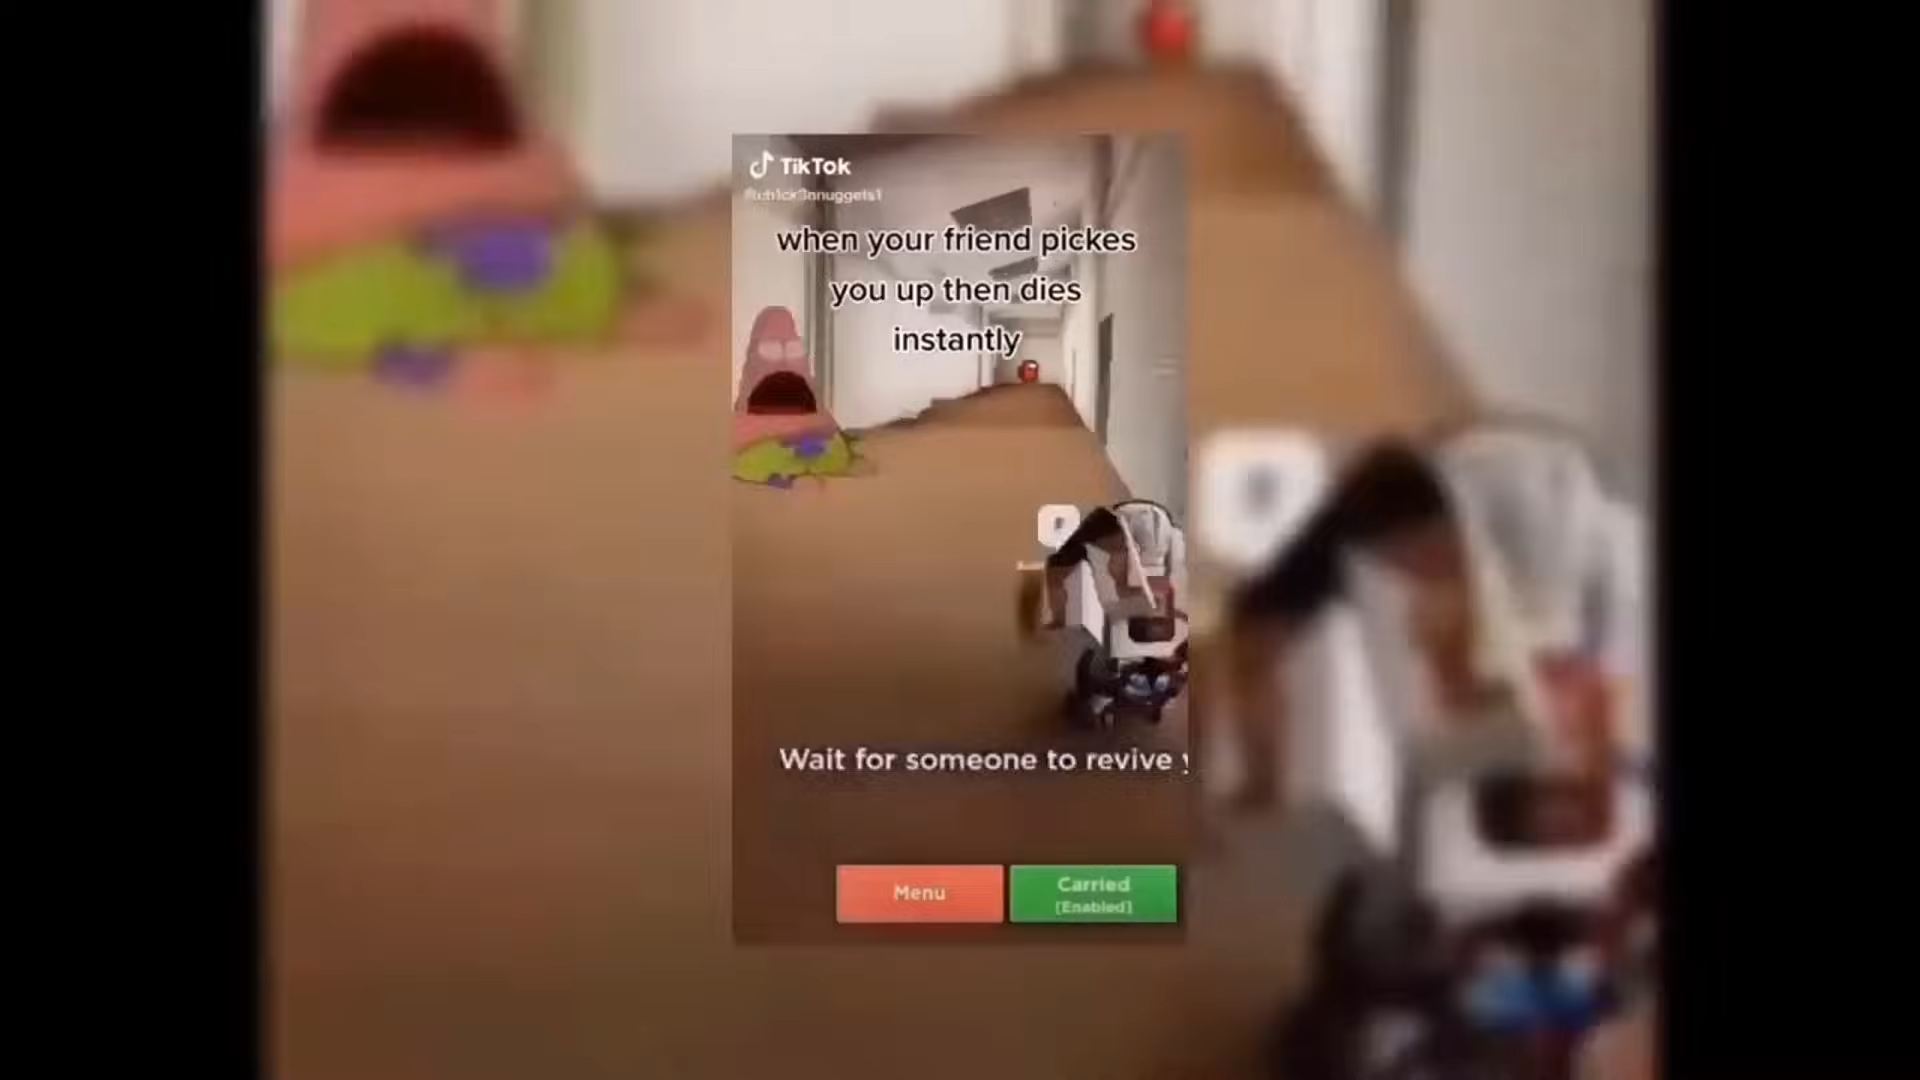 TikTok
when your friend pickes
you up then dies
instantly
Wait for someone to revive
Menu
Carried
[Enabled]